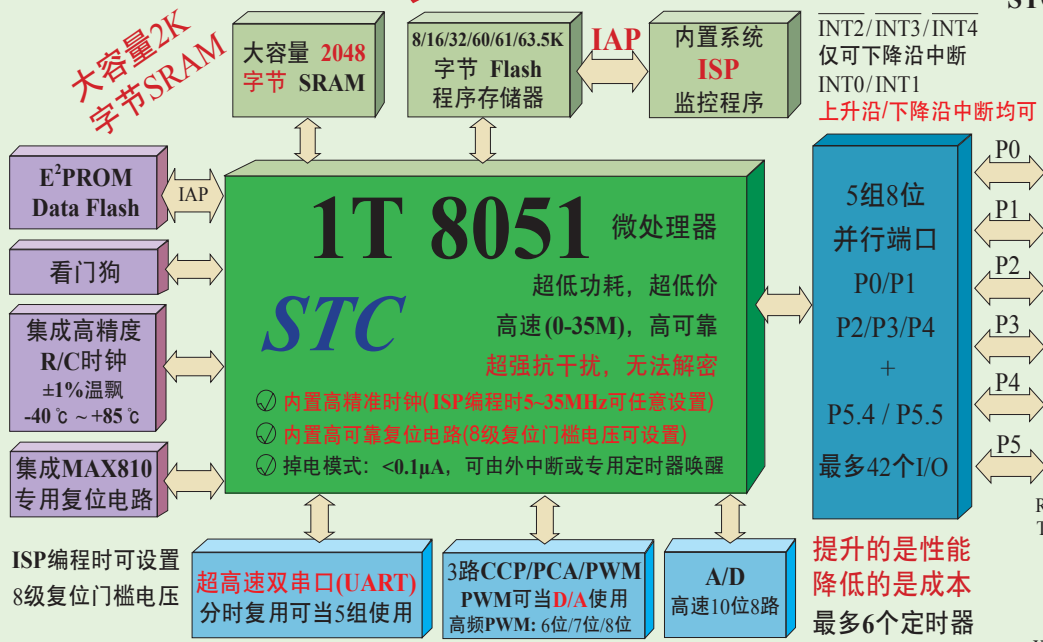 大容量2K
字节SRAM
大容量 2048
字节 SRAM
8/16/32/60/61/63.5K
字节 Flash
程序存储器
IAP
内置系统
ISP
监控程序
INT2/INT3/INT4
仅可下降沿中断
INT0/INT1
上升沿/下降沿中断均可
E²PROM
Data Flash
IAP
看门狗
集成高精度
R/C时钟
±1%温飘
-40℃~+85℃
集成MAX810
专用复位电路
ISP编程时可设置
8级复位门槛电压
1T 8051 微处理器
STC
超低功耗，超低价
高速(0-35M)，高可靠
超强抗干扰，无法解密
内置高精准时钟(ISP编程时5~35MHz可任意设置)
内置高可靠复位电路(8级复位门槛电压可设置)
掉电模式：<0.1µA，可由外中断或专用定时器唤醒
5组8位
并行端口
P0/P1
P2/P3/P4
+
P5.4 / P5.5
最多42个I/O
P0
P1
P2
P3
P4
P5
超高速双串口(UART)
分时复用可当5组使用
3路CCP/PCA/PWM
PWM可当D/A使用
高频PWM: 6位/7位/8位
A/D
高速10位8路
提升的是性能
降低的是成本
最多6个定时器